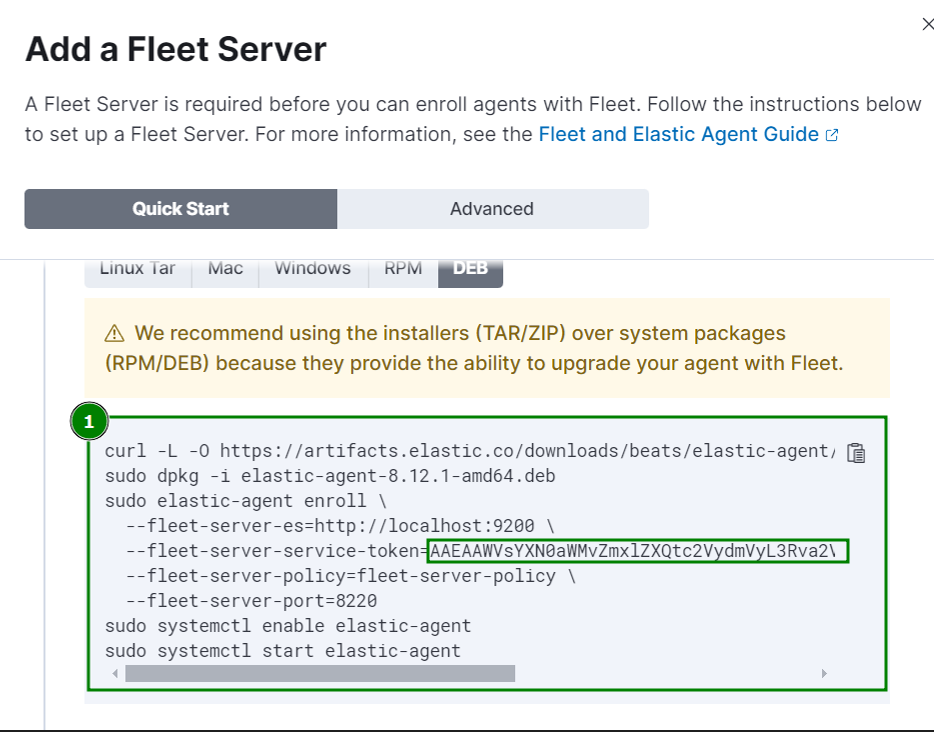 Add a Fleet Server
A Fleet Server is required before you can enroll agents with Fleet. Follow the instructions below
to set up a Fleet Server. For more information, see the Fleet and Elastic Agent Guide
Quick Start Advanced
Linux Tar Mac Windows RPM DEB
We recommend using the installers (TAR/ZIP) over system packages
(RPM/DEB) because they provide the ability to upgrade your agent with Fleet.
1
curl -L -O https://artifacts.elastic.co/downloads/beats/elastic-agent/
sudo dpkg -i elastic-agent-8.12.1-amd64.deb
sudo elastic-agent enroll \
--fleet-server-es=http://localhost:9200 \
--fleet-server-service-token=AAEAAWVsYXN0aWMvZmxlZXQtc2VydmVyL3Rva2V
--fleet-server-policy=fleet-server-policy \
--fleet-server-port=8220
sudo systemctl enable elastic-agent
sudo systemctl start elastic-agent